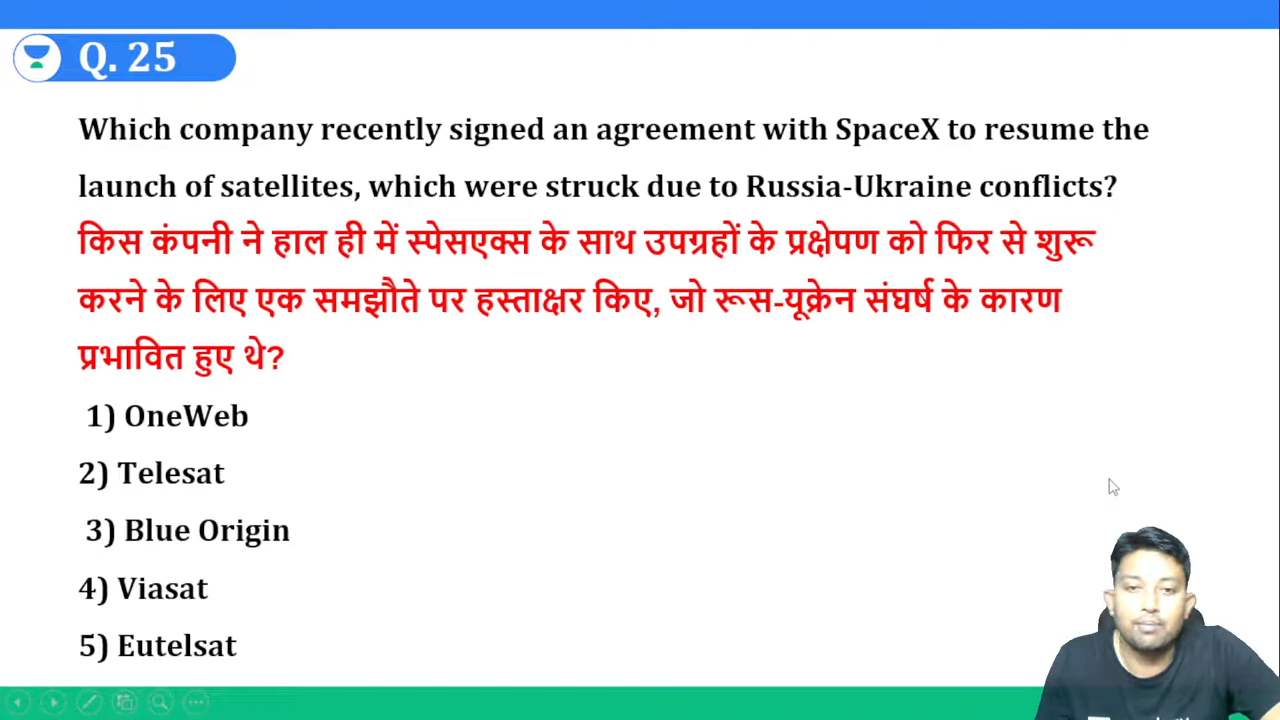 Q. 25
Which company recently signed an agreement with SpaceX to resume the
launch of satellites, which were struck due to Russia-Ukraine conflicts?
किस कंपनी ने हाल ही में स्पेसएक्स के साथ उपग्रहों के प्रक्षेपण को फिर से शुरू
करने के लिए एक समझौते पर हस्ताक्षर किए, जो रूस-यूक्रेन संघर्ष के कारण
प्रभावित हुए थे?
1) OneWeb
2) Telesat
3) Blue Origin
4) Viasat
5) Eutelsat